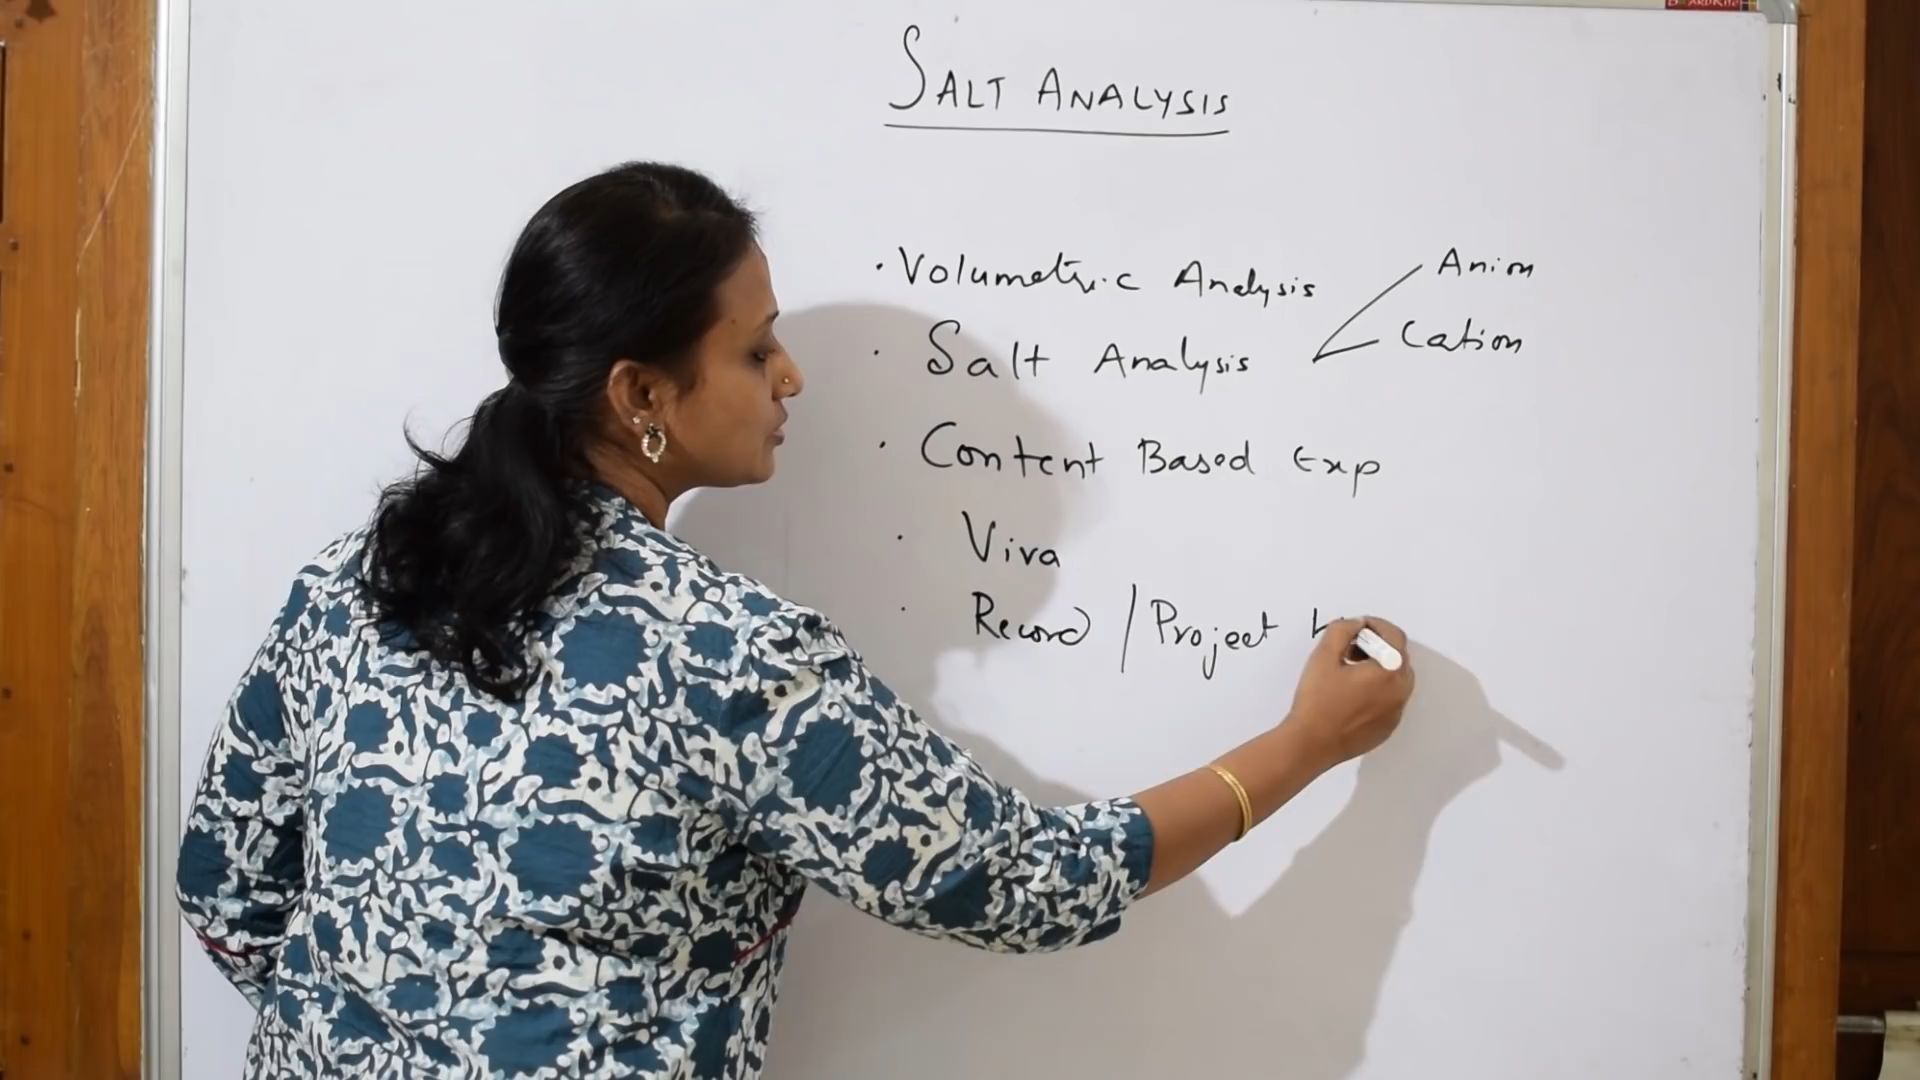 SALT ANALYSIS
· Volumetric Analysis
Anion
· Salt Analysis
Cation
· Content Based Exp
· Viva
· Record / Project